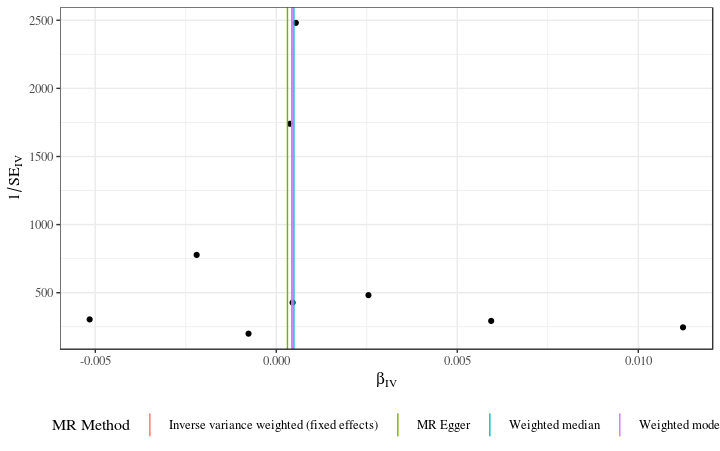 2500
2000
1500
1000
500
1/SE_IV
-0.005 0.000 0.005 0.010
β_IV
MR Method Inverse variance weighted (fixed effects) MR Egger Weighted median Weighted mode